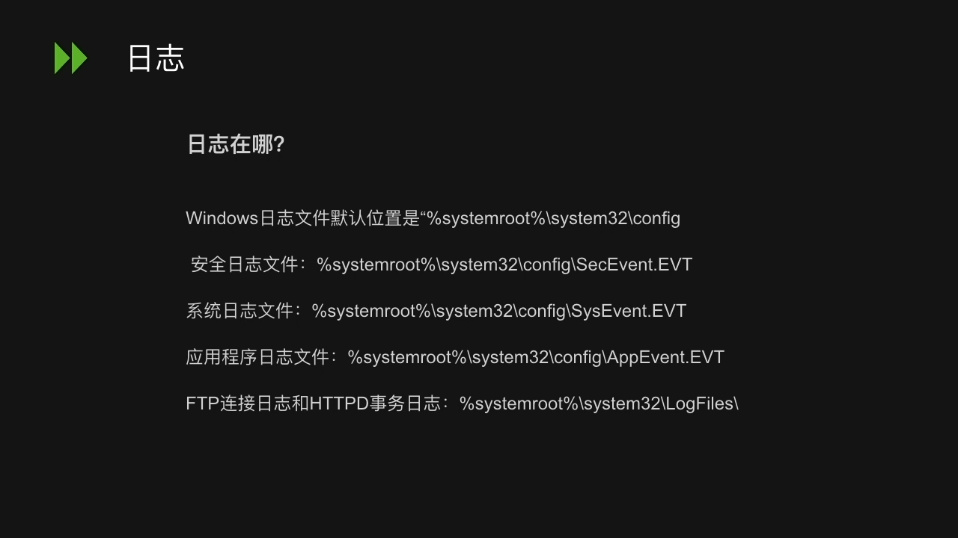 日志
日志在哪?
Windows日志文件默认位置是“%systemroot%\system32\config
安全日志文件：%systemroot%\system32\config\SecEvent.EVT
系统日志文件：%systemroot%\system32\config\SysEvent.EVT
应用程序日志文件：%systemroot%\system32\config\AppEvent.EVT
FTP连接日志和HTTPD事务日志：%systemroot%\system32\LogFiles\